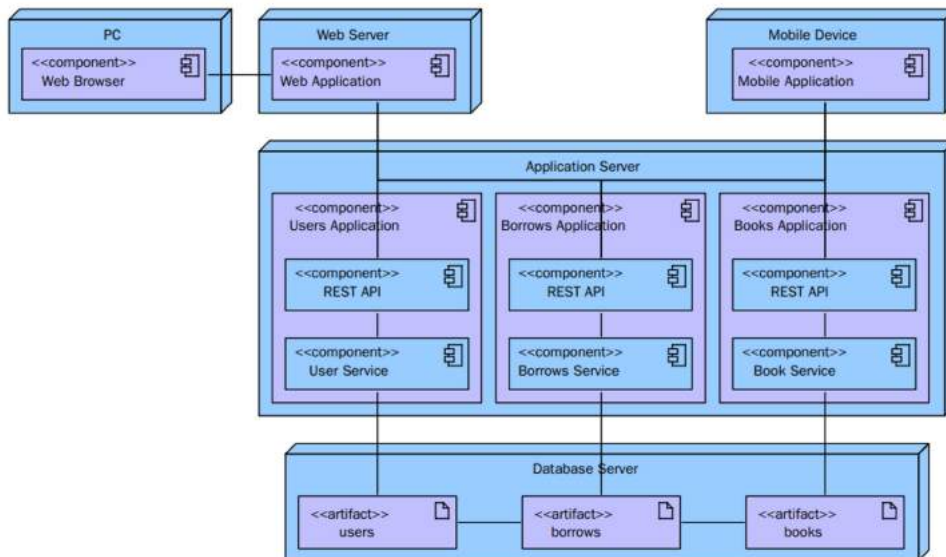 PC
<<component>>
Web Browser
Web Server
<<component>>
Web Application
Mobile Device
<<component>>
Mobile Application
Application Server
<<component>>
Users Application
<<component>>
REST API
<<component>>
User Service
<<component>>
Borrows Application
<<component>>
REST API
<<component>>
Borrows Service
<<component>>
Books Application
<<component>>
REST API
<<component>>
Book Service
Database Server
<<artifact>>
users
<<artifact>>
borrows
<<artifact>>
books